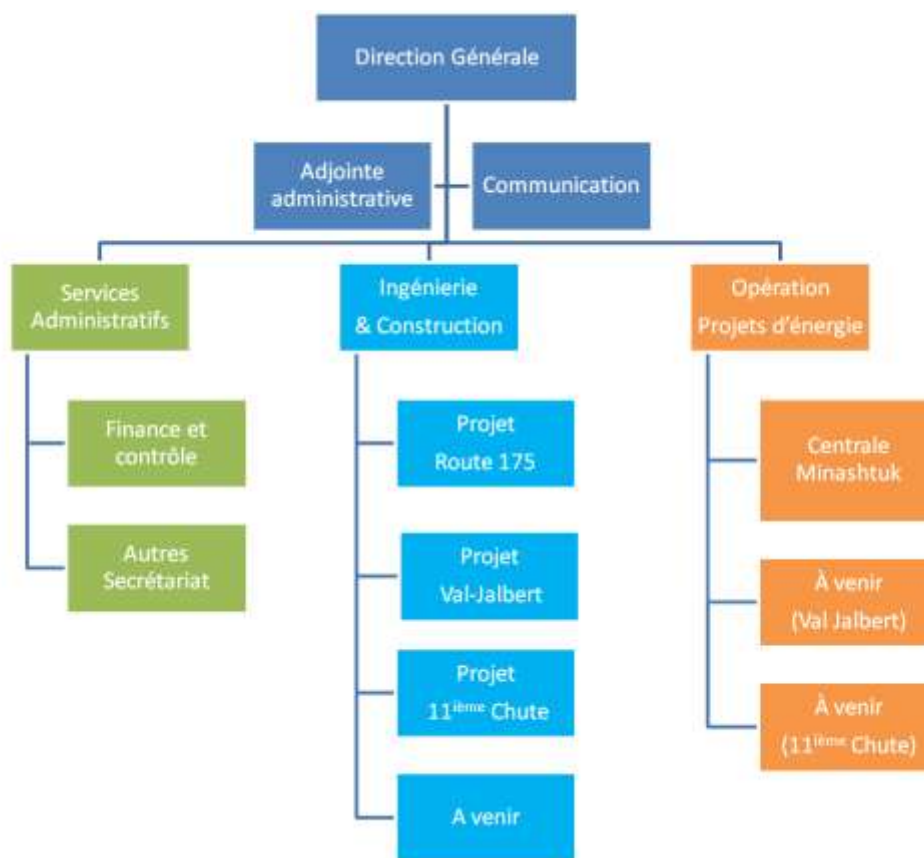 Direction Générale
Adjointe
administrative
Communication
Services
Administratifs
Ingénierie
& Construction
Opération
Projets d'énergie
Finance et
contrôle
Autres
Secrétariat
Projet
Route 175
Projet
Val-Jalbert
Projet
11ième Chute
A venir
Centrale
Minashtuk
À venir
(Val Jalbert)
À venir
(11ième Chute)